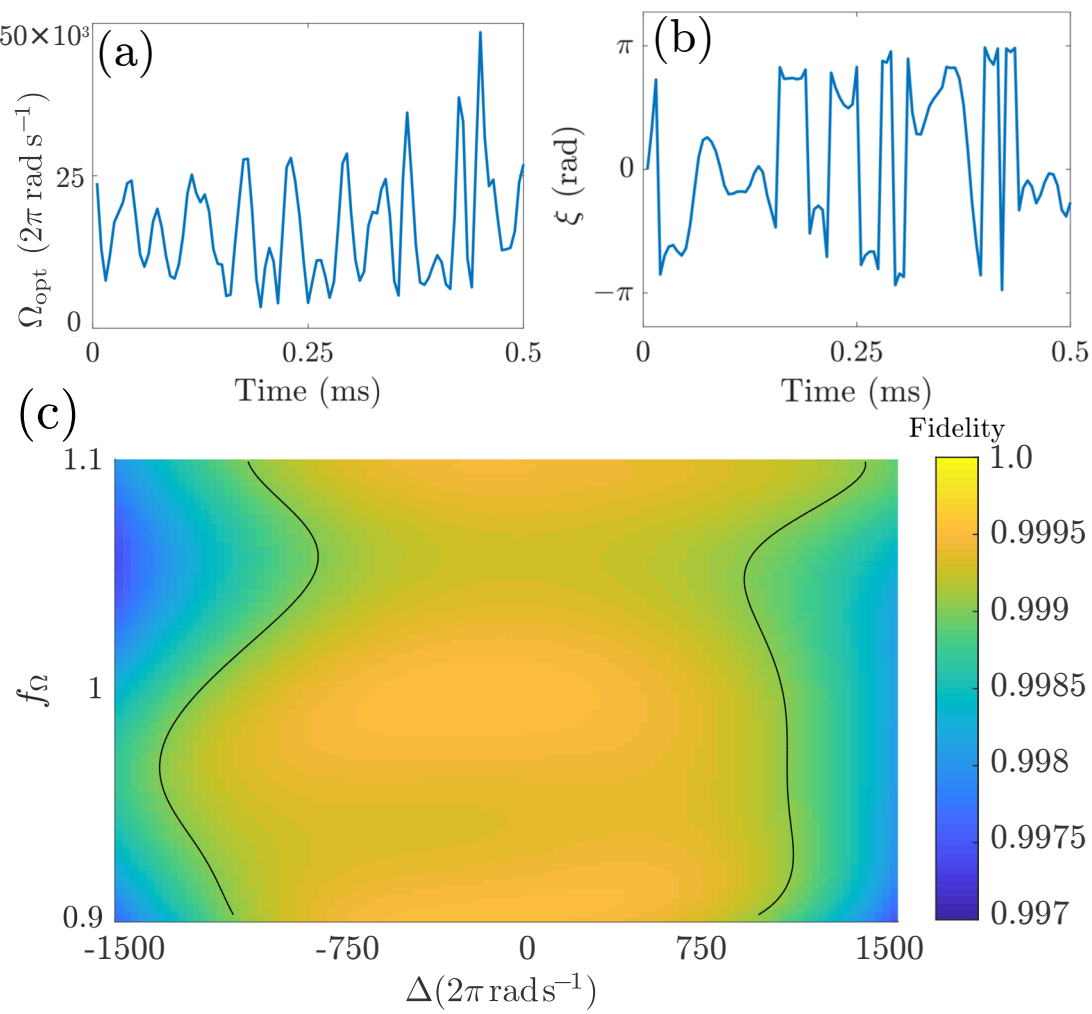 (a)
50×10³
25
0
Ω_opt (2π rad s⁻¹)
0 0.25 0.5
Time (ms)
(b)
π
0
−π
ξ (rad)
0 0.25 0.5
Time (ms)
(c)
1.1
1
0.9
f_Ω
-1500 -750 0 750 1500
Δ(2π rad s⁻¹)
Fidelity
1.0
0.9995
0.999
0.9985
0.998
0.9975
0.997